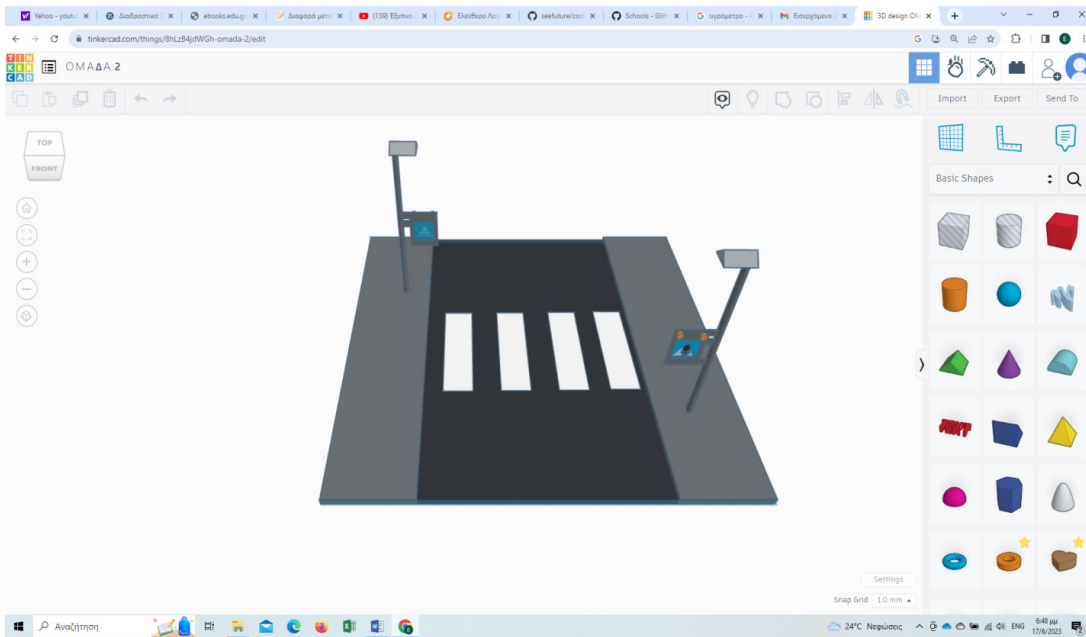 Yahoo - youtu
Διαδραστικό
ebooks.edu.gr
Διαφορά μετα
(139) Εξυπνο
Ελεύθερο Λογ
seefuture/cod
Schools - GitH
υγρόμετρο - Α
Εισερχόμενα
3D design ΟΜ
tinkercad.com/things/8hLzB4jdWGh-omada-2/edit
TIN
KER
CAD
ΟΜΑΔΑ 2
Import
Export
Send To
TOP
FRONT
Basic Shapes
TEXT
Settings
Snap Grid 1.0 mm
Αναζήτηση
24°C Νεφώσεις
ENG
6:48 μμ
17/6/2023